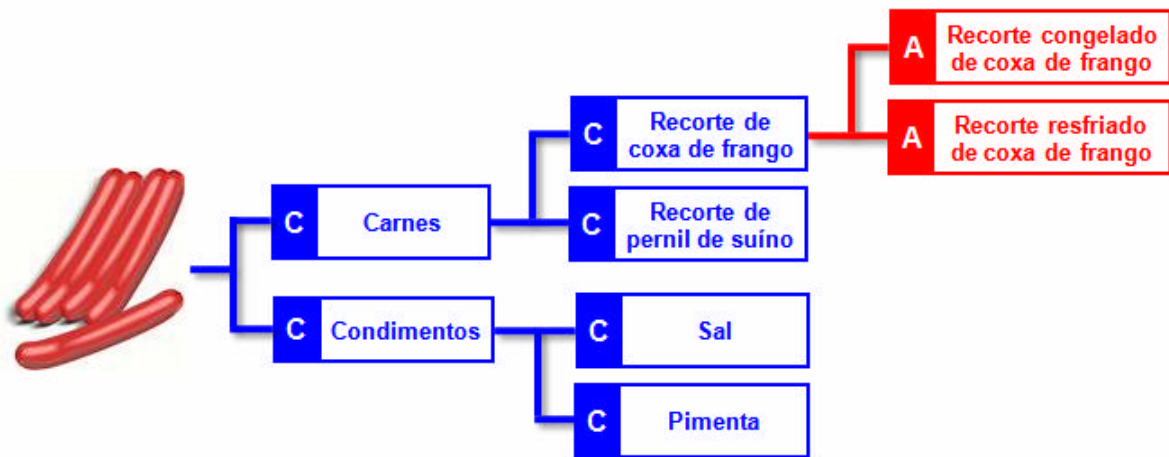 A
Recorte congelado
de coxa de frango
A
Recorte resfriado
de coxa de frango
C
Recorte de
coxa de frango
C
Recorte de
pernil de suíno
C
Carnes
C
Condimentos
C
Sal
C
Pimenta